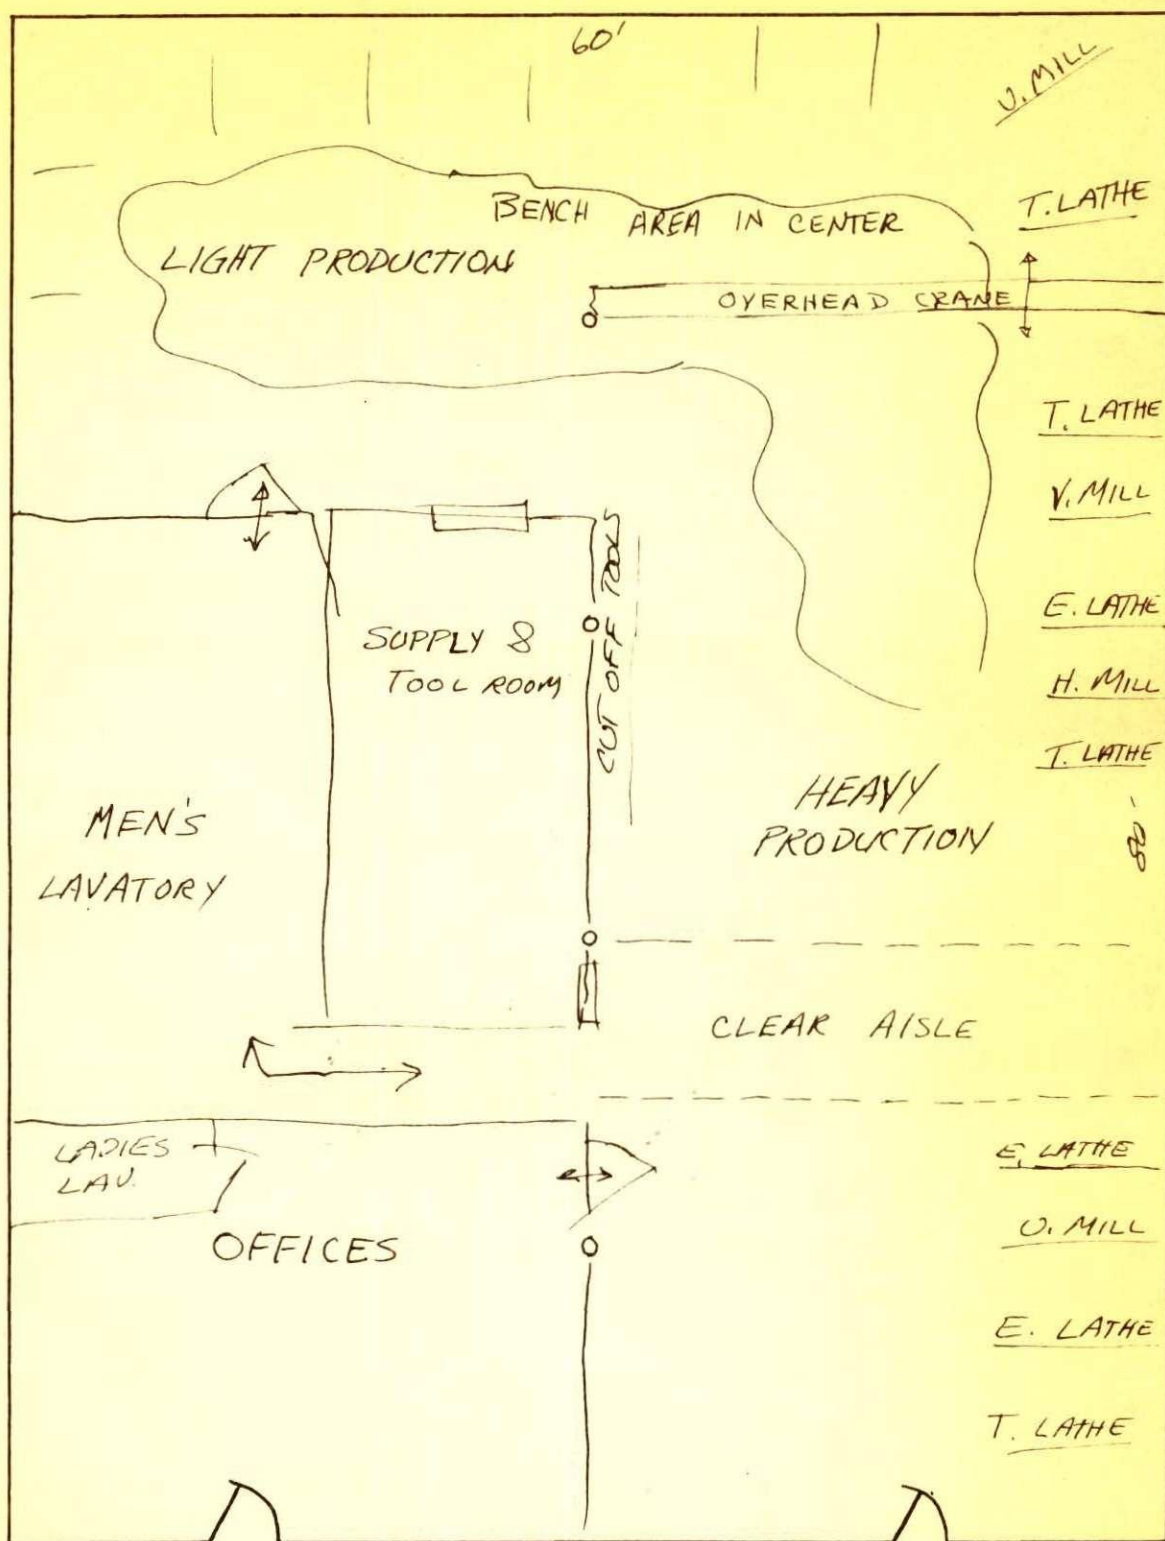 60'
U. MILL
T. LATHE
BENCH AREA IN CENTER
LIGHT PRODUCTION
OVERHEAD CRANE
T. LATHE
V. MILL
CUT OFF TOOLS
E. LATHE
SUPPLY &
TOOL ROOM
H. MILL
T. LATHE
HEAVY
PRODUCTION
MEN'S
LAVATORY
80'
CLEAR AISLE
LADIES
LAV.
E. LATHE
U. MILL
OFFICES
E. LATHE
T. LATHE